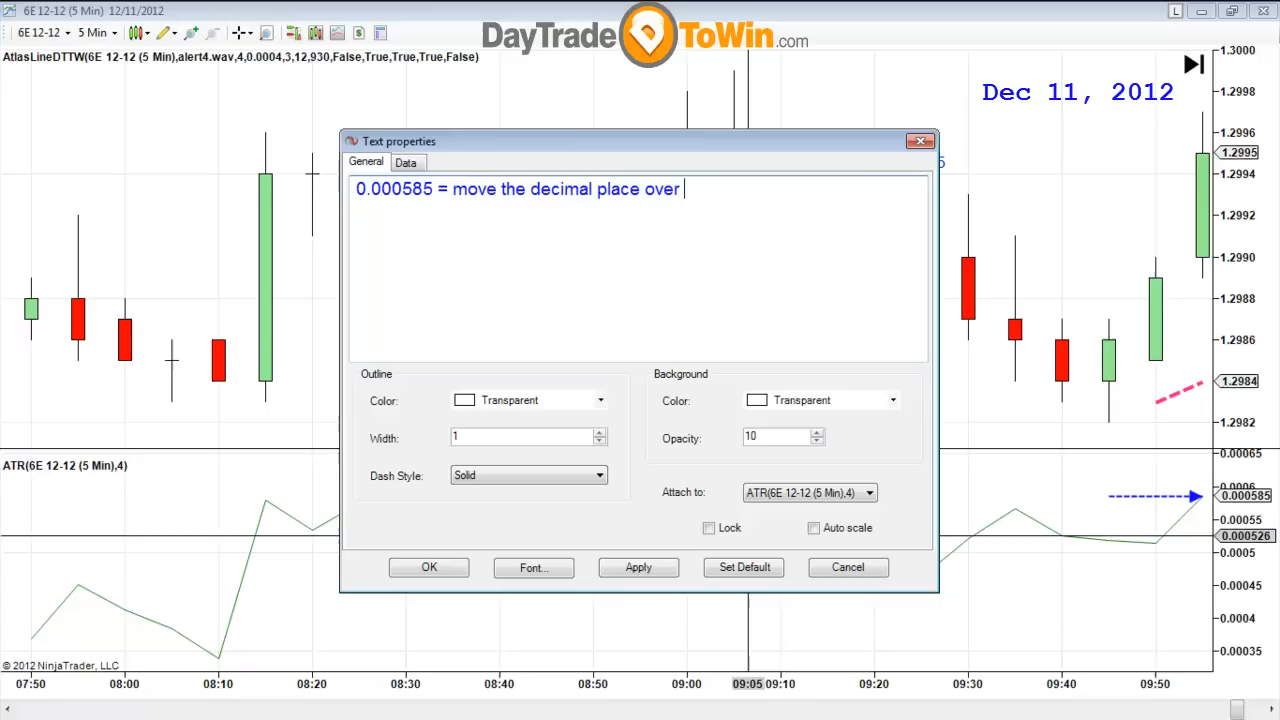 6E 12-12 (5 Min) 12/11/2012
L
6E 12-12
5 Min
$
DayTradeToWin.com
AtlasLineDTTW(6E 12-12 (5 Min),alert4.wav,4,0.0004,3,12,930,False,True,True,True,False)
Dec 11, 2012
1.3000
1.2998
1.2996
1.2995
1.2994
1.2992
1.2990
1.2988
1.2986
1.2984
1.2982
Text properties
General
Data
0.000585 = move the decimal place over
5
Outline
Color:
Transparent
Width:
1
Dash Style:
Solid
Background
Color:
Transparent
Opacity:
10
Attach to:
ATR(6E 12-12 (5 Min),4)
Lock
Auto scale
OK
Font...
Apply
Set Default
Cancel
ATR(6E 12-12 (5 Min),4)
0.00065
0.0006
0.000585
0.00055
0.000526
0.0005
0.00045
0.0004
0.00035
© 2012 NinjaTrader, LLC
07:50
08:00
08:10
08:20
08:30
08:40
08:50
09:00
09:05
09:10
09:20
09:30
09:40
09:50